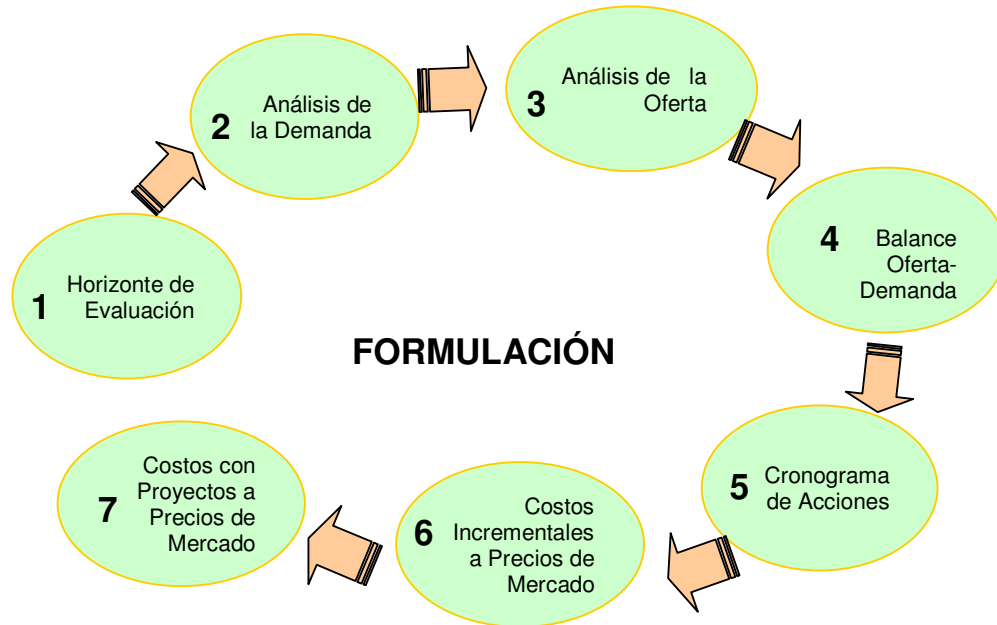 1
Horizonte de
Evaluación
2
Análisis de
la Demanda
3
Análisis de la
Oferta
4
Balance
Oferta-
Demanda
FORMULACIÓN
5
Cronograma
de Acciones
6
Costos
Incrementales
a Precios de
Mercado
7
Costos con
Proyectos a
Precios de
Mercado